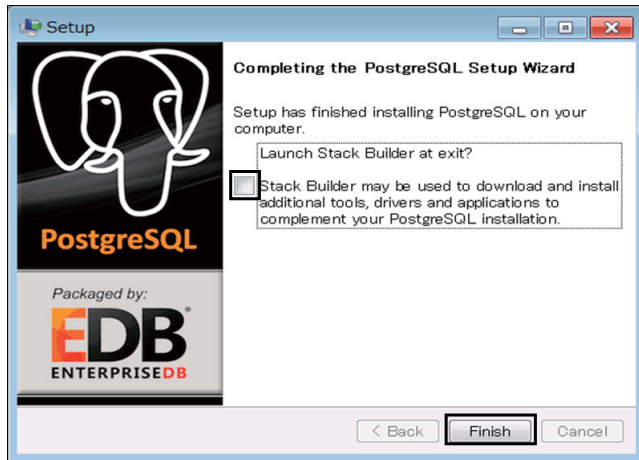 Setup
Completing the PostgreSQL Setup Wizard
Setup has finished installing PostgreSQL on your
computer.
Launch Stack Builder at exit?
Stack Builder may be used to download and install
additional tools, drivers and applications to
complement your PostgreSQL installation.
PostgreSQL
Packaged by:
EDB
ENTERPRISEDB
< Back
Finish
Cancel